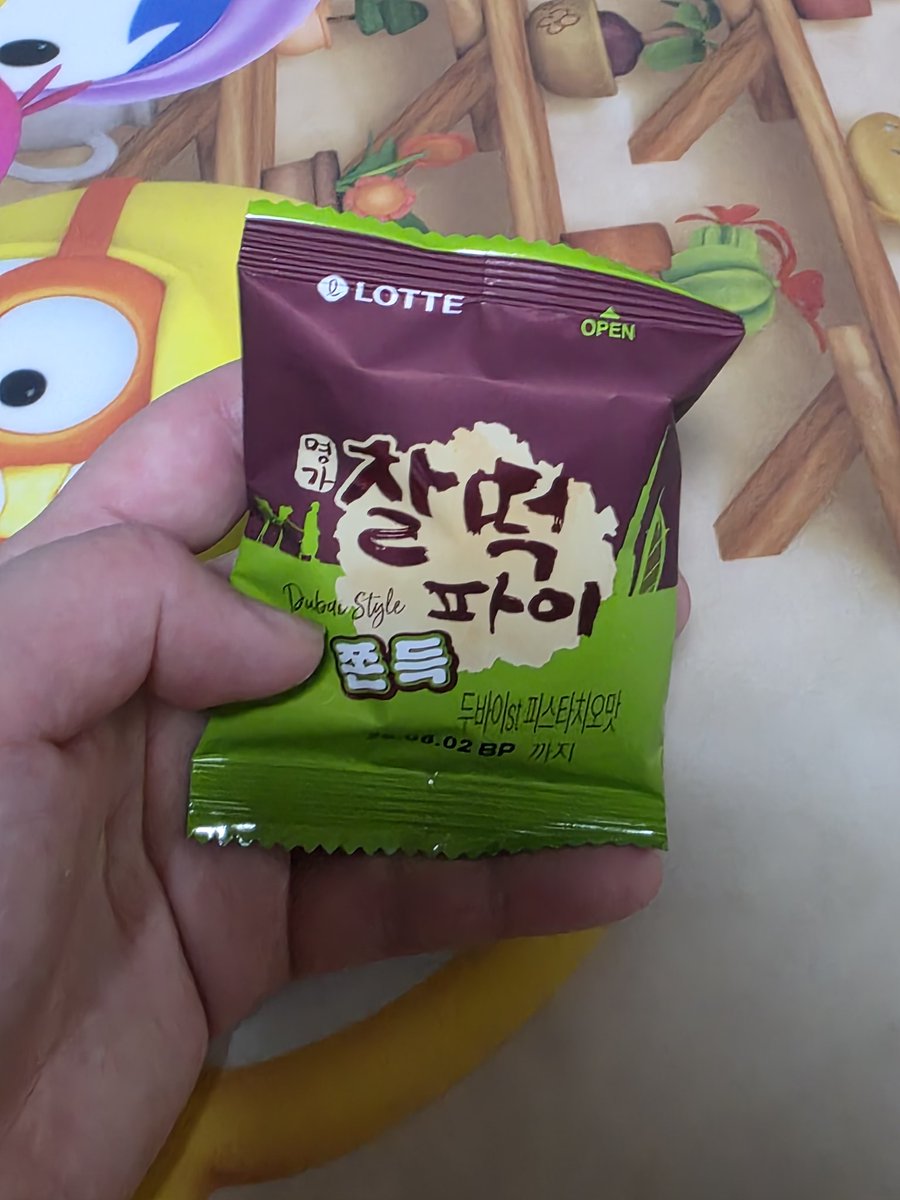 LOTTE
OPEN
명가
찰떡
파이
Dubai Style
쫀득
두바이st 피스타치오맛
.02 BP 까지